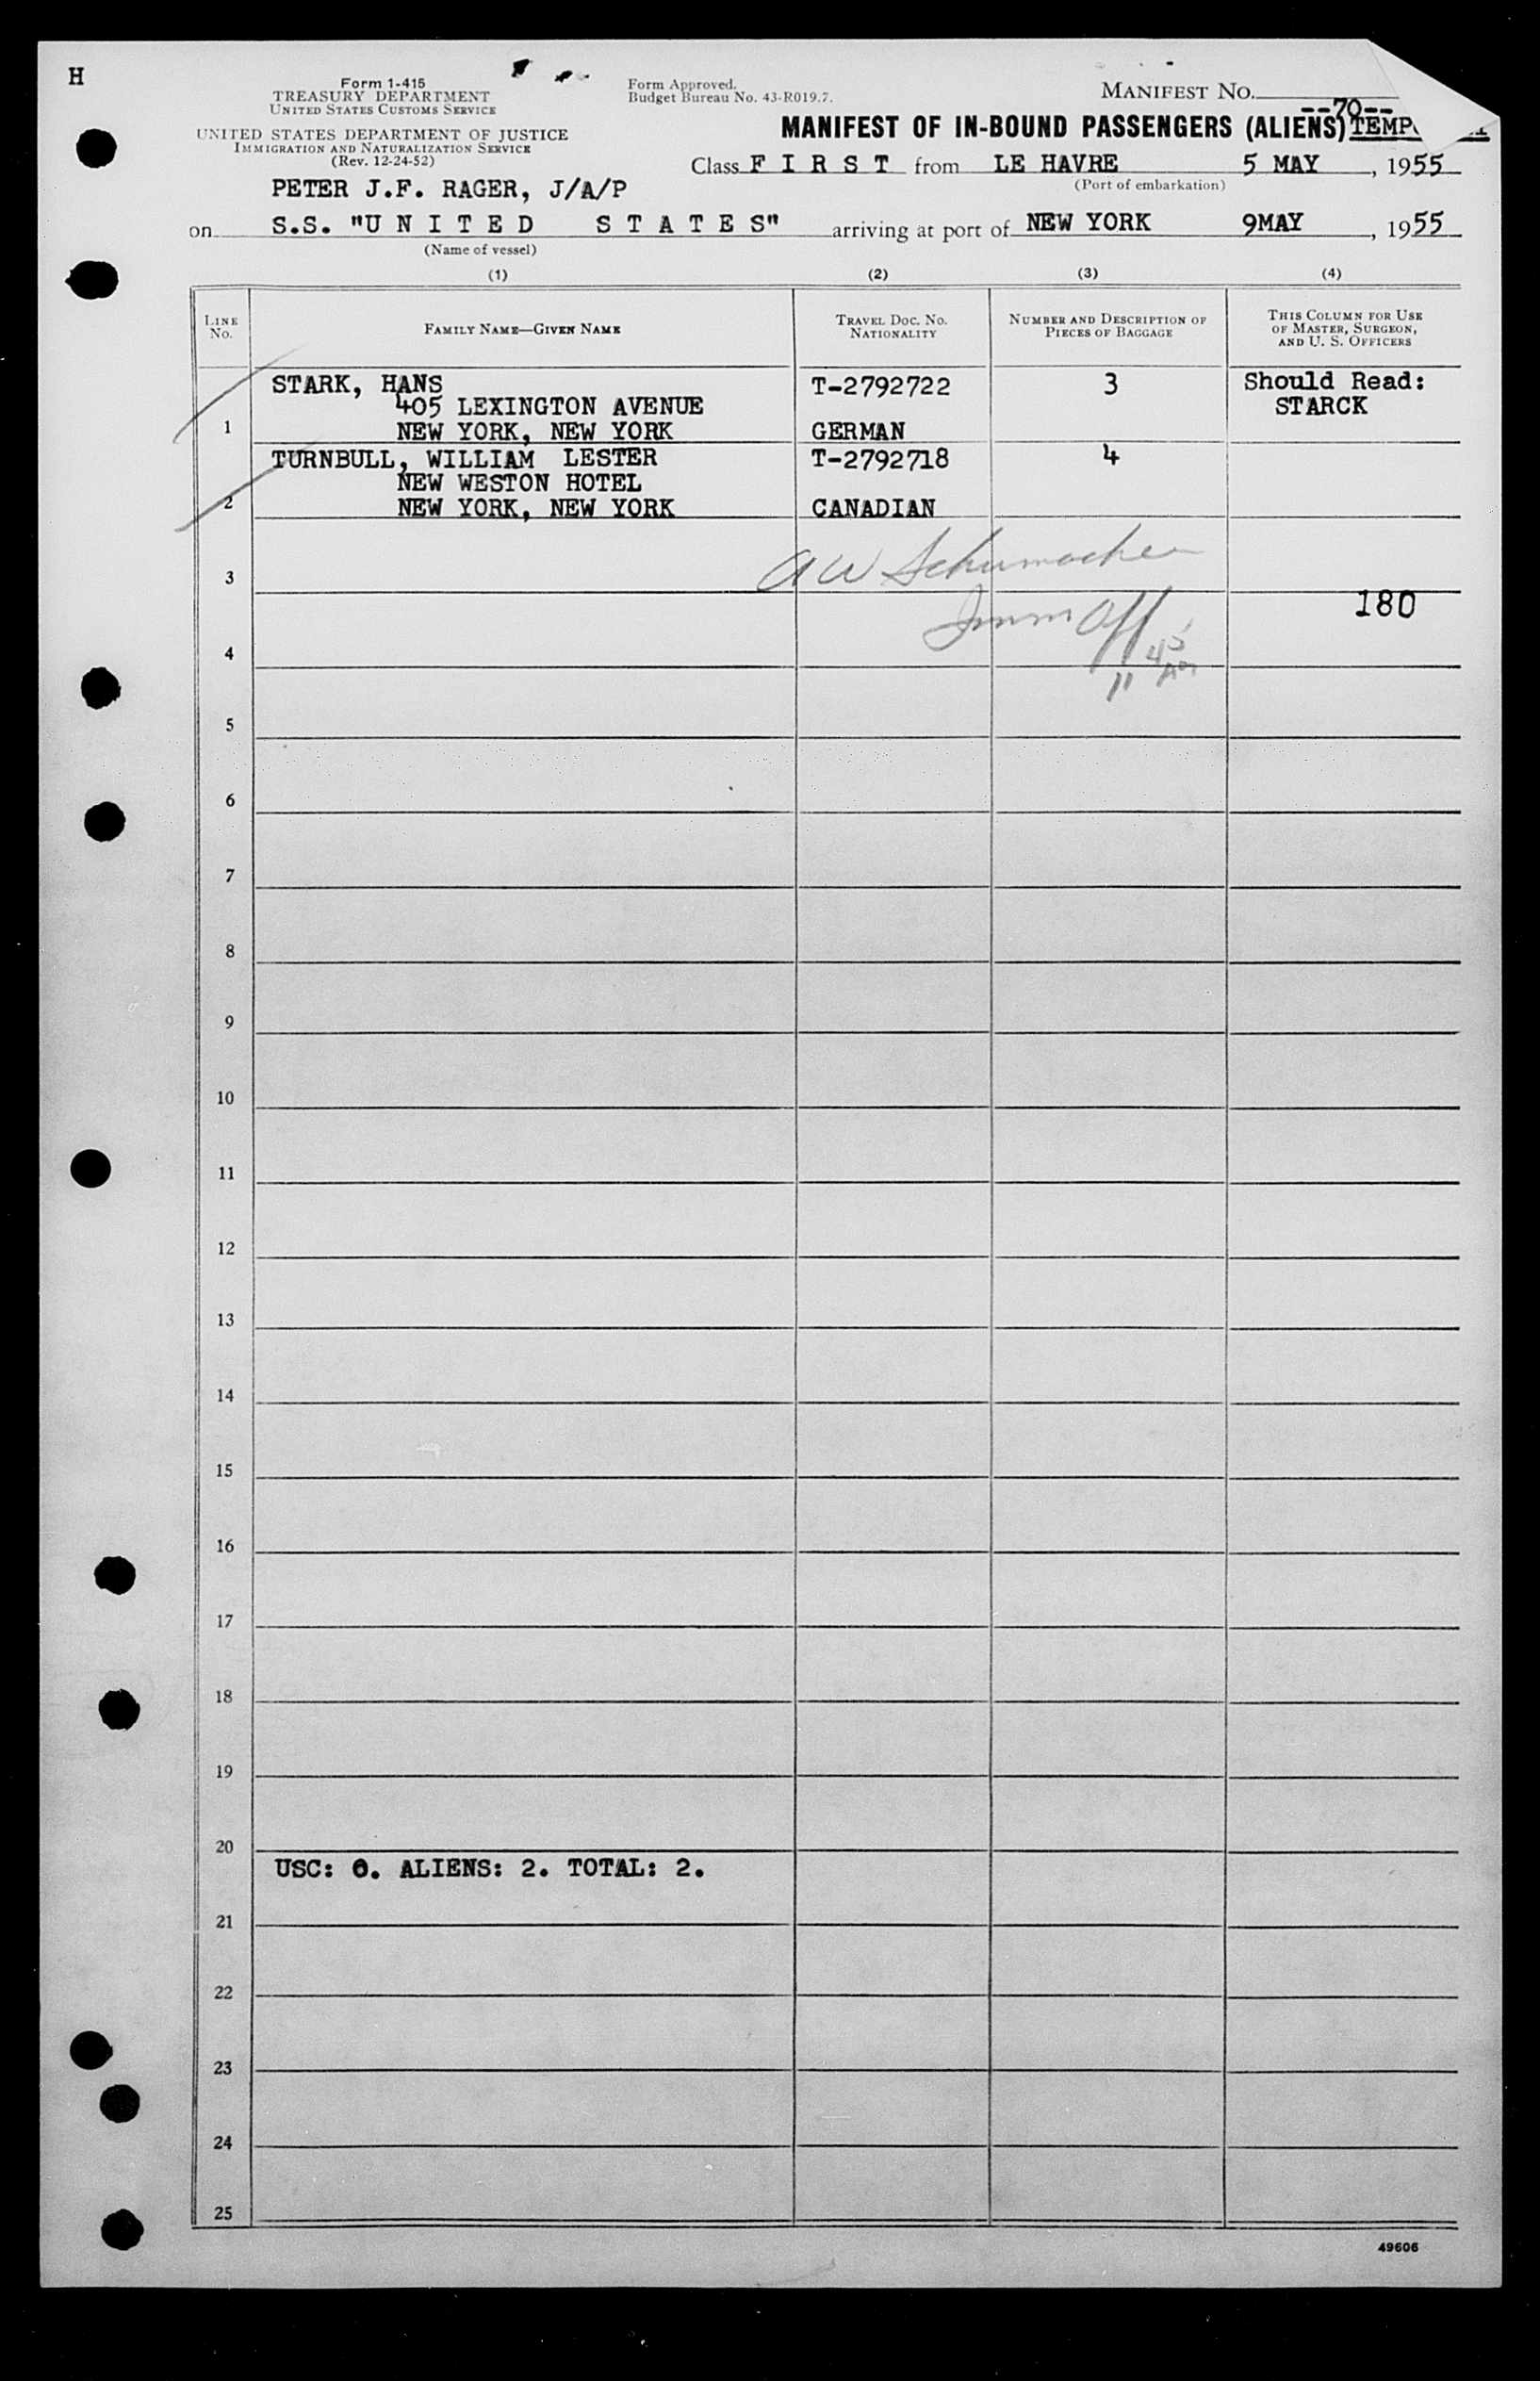 H
Form 1-415
TREASURY DEPARTMENT
UNITED STATES CUSTOMS SERVICE
UNITED STATES DEPARTMENT OF JUSTICE
IMMIGRATION AND NATURALIZATION SERVICE
(Rev. 12-24-52)
Form Approved.
Budget Bureau No. 43-R019.7.
MANIFEST NO.
--70--
MANIFEST OF IN-BOUND PASSENGERS (ALIENS)
Class F I R S T from LE HAVRE 5 MAY, 1955
(Port of embarkation)
PETER J.F. RAGER, J/A/P
on S.S. "U N I T E D S T A T E S" arriving at port of NEW YORK 9MAY, 1955
(Name of vessel)
(1) (2) (3) (4)
LINE NO.
FAMILY NAME—GIVEN NAME
TRAVEL DOC. NO.
NATIONALITY
NUMBER AND DESCRIPTION OF
PIECES OF BAGGAGE
THIS COLUMN FOR USE
OF MASTER, SURGEON,
AND U. S. OFFICERS
STARK, HANS T-2792722 3 Should Read:
405 LEXINGTON AVENUE STARCK
1 NEW YORK, NEW YORK GERMAN
TURNBULL, WILLIAM LESTER T-2792718 4
NEW WESTON HOTEL
2 NEW YORK, NEW YORK CANADIAN
A W Schumacher
3
180
Imm Off
4
11 45 AM
5
6
7
8
9
10
11
12
13
14
15
16
17
18
19
20
USC: 0. ALIENS: 2. TOTAL: 2.
21
22
23
24
25
49606